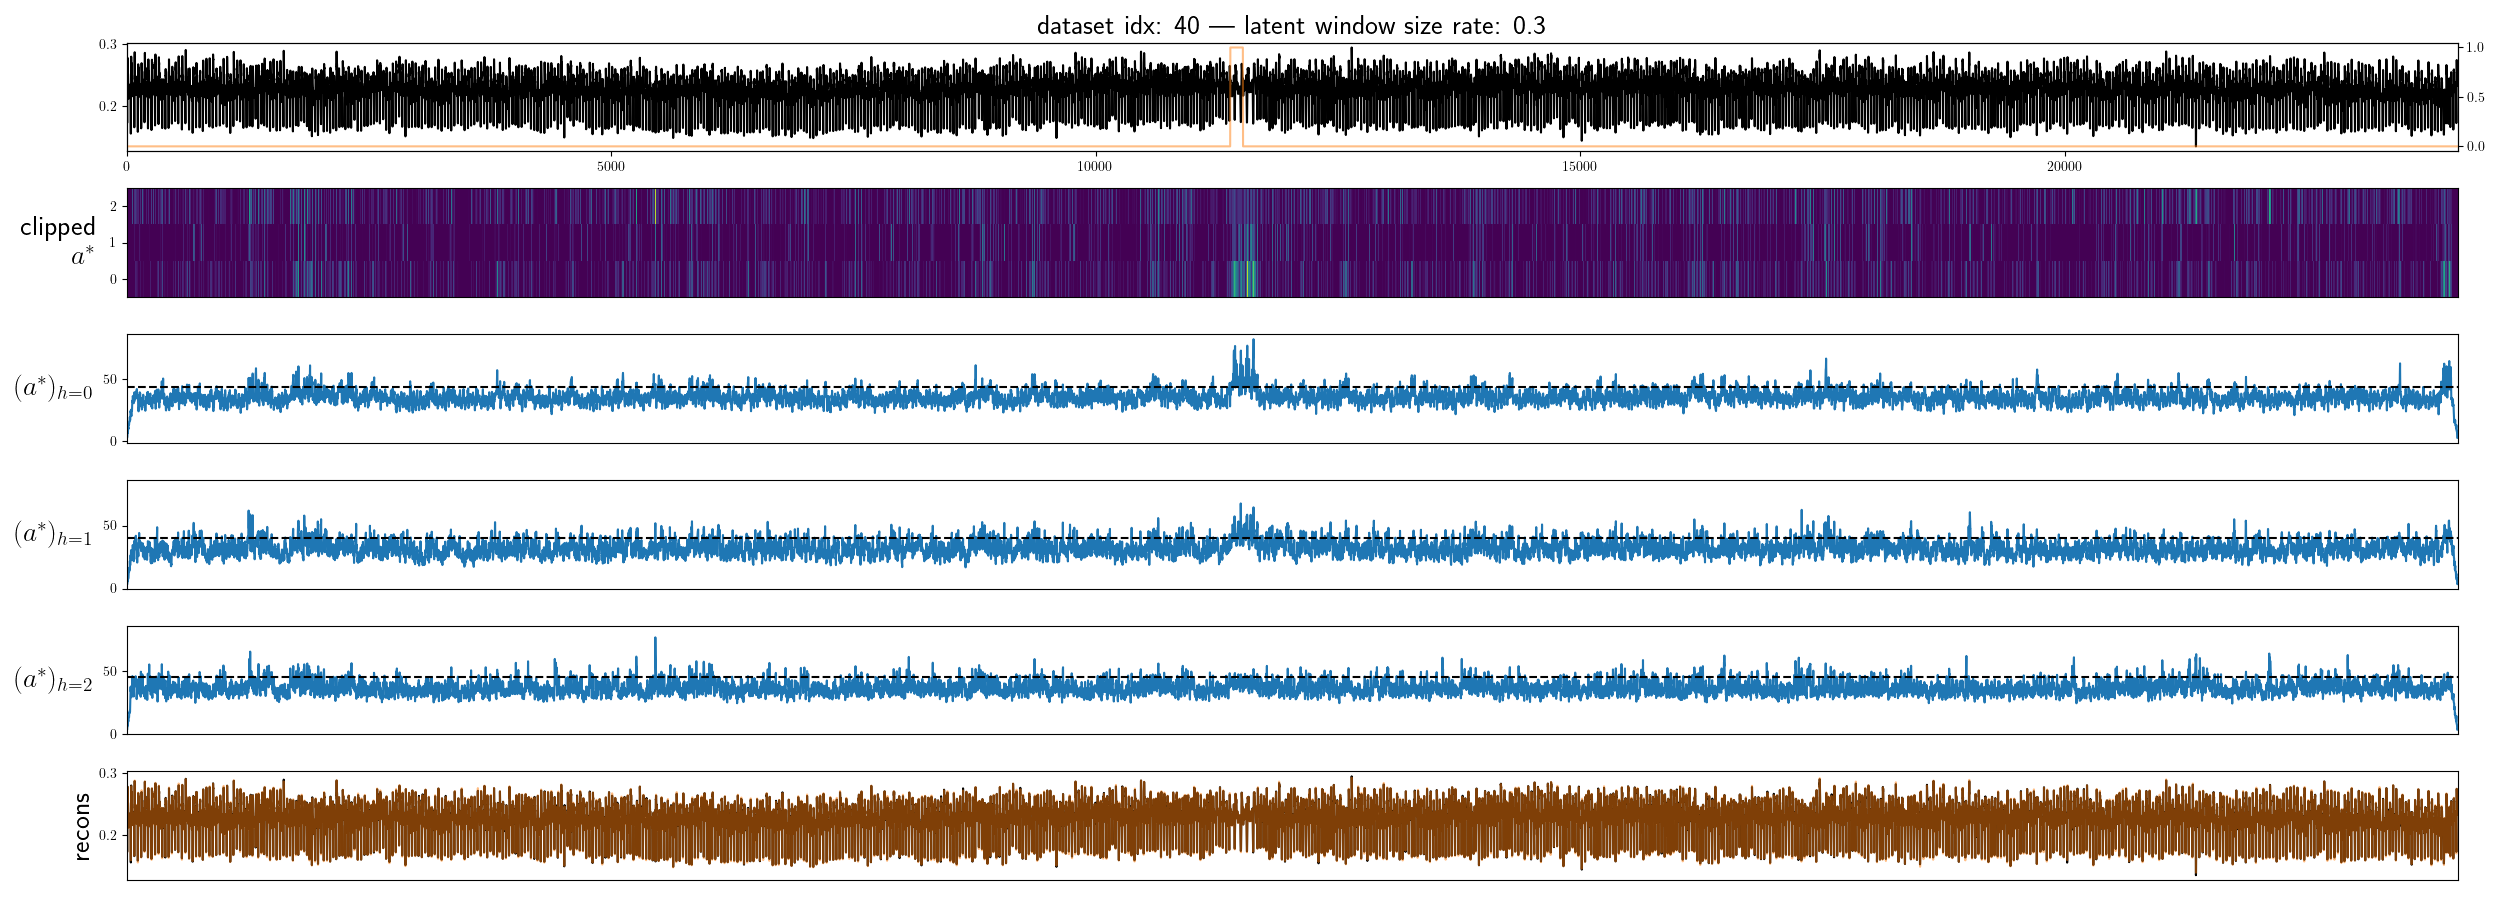 dataset idx: 40 — latent window size rate: 0.3
0.3
0.2
1.0
0.5
0.0
0 5000 10000 15000 20000
clipped
a*
2
1
0
(a*)h=0
50
0
(a*)h=1
50
0
(a*)h=2
50
0
recons
0.3
0.2